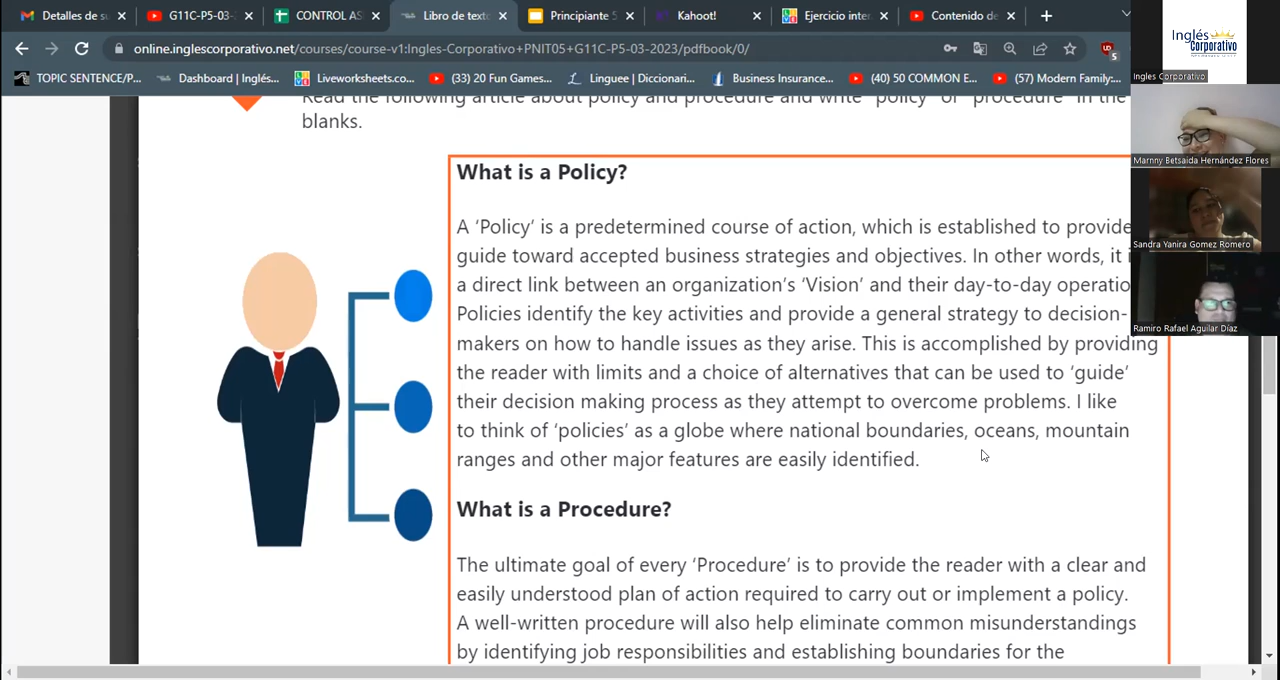 Detalles de su
G11C-P5-03-
CONTROL AS
Libro de texto
Principiante 5
Kahoot!
Ejercicio inter
Contenido de
online.inglescorporativo.net/courses/course-v1:Ingles-Corporativo+PNIT05+G11C-P5-03-2023/pdfbook/0/
TOPIC SENTENCE/P...
Dashboard | Inglés...
Liveworksheets.co...
(33) 20 Fun Games...
Linguee | Diccionari...
Business Insurance...
(40) 50 COMMON E...
(57) Modern Family:...
Inglés
Corporativo
Ingles Corporativo
Marnny Betsaida Hernández Flores
Sandra Yanira Gomez Romero
Ramiro Rafael Aguilar Díaz
Read the following article about policy and procedure and write "policy" or "procedure" in the
blanks.
What is a Policy?
A ‘Policy’ is a predetermined course of action, which is established to provide
guide toward accepted business strategies and objectives. In other words, it
a direct link between an organization’s ‘Vision’ and their day-to-day operatio
Policies identify the key activities and provide a general strategy to decision-
makers on how to handle issues as they arise. This is accomplished by providing
the reader with limits and a choice of alternatives that can be used to ‘guide’
their decision making process as they attempt to overcome problems. I like
to think of ‘policies’ as a globe where national boundaries, oceans, mountain
ranges and other major features are easily identified.
What is a Procedure?
The ultimate goal of every ‘Procedure’ is to provide the reader with a clear and
easily understood plan of action required to carry out or implement a policy.
A well-written procedure will also help eliminate common misunderstandings
by identifying job responsibilities and establishing boundaries for the